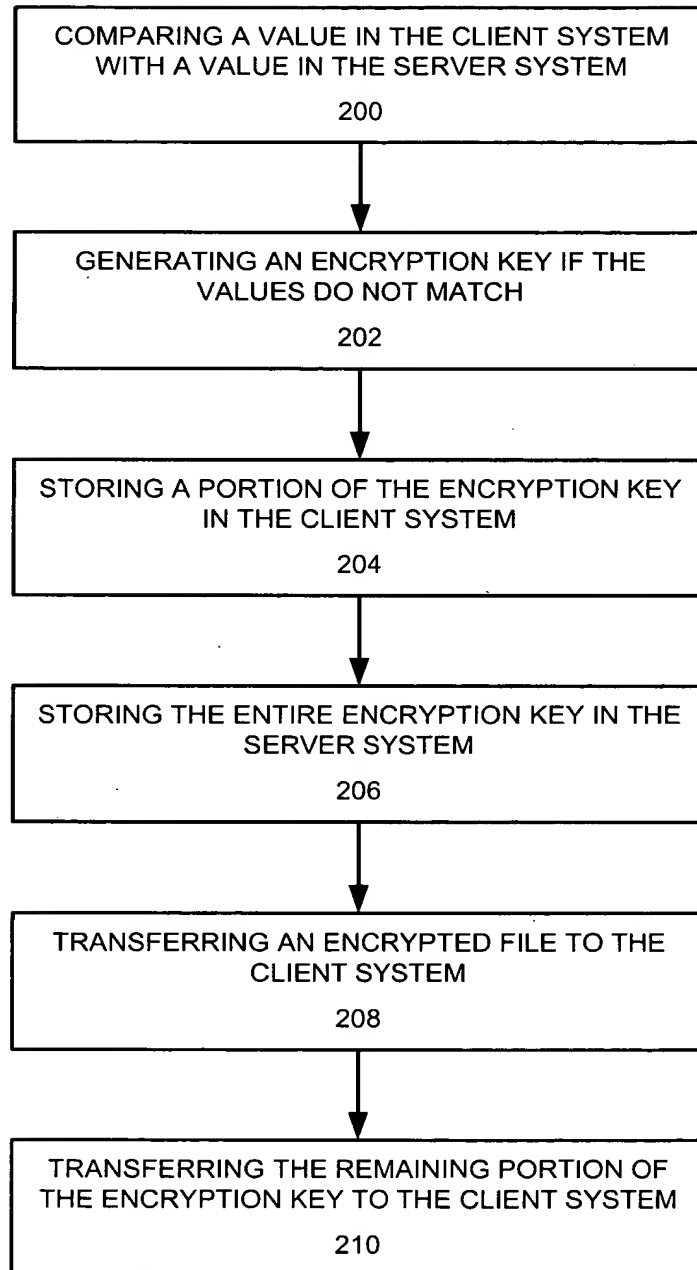 COMPARING A VALUE IN THE CLIENT SYSTEM
WITH A VALUE IN THE SERVER SYSTEM
200
GENERATING AN ENCRYPTION KEY IF THE
VALUES DO NOT MATCH
202
STORING A PORTION OF THE ENCRYPTION KEY
IN THE CLIENT SYSTEM
204
STORING THE ENTIRE ENCRYPTION KEY IN THE
SERVER SYSTEM
206
TRANSFERRING AN ENCRYPTED FILE TO THE
CLIENT SYSTEM
208
TRANSFERRING THE REMAINING PORTION OF
THE ENCRYPTION KEY TO THE CLIENT SYSTEM
210